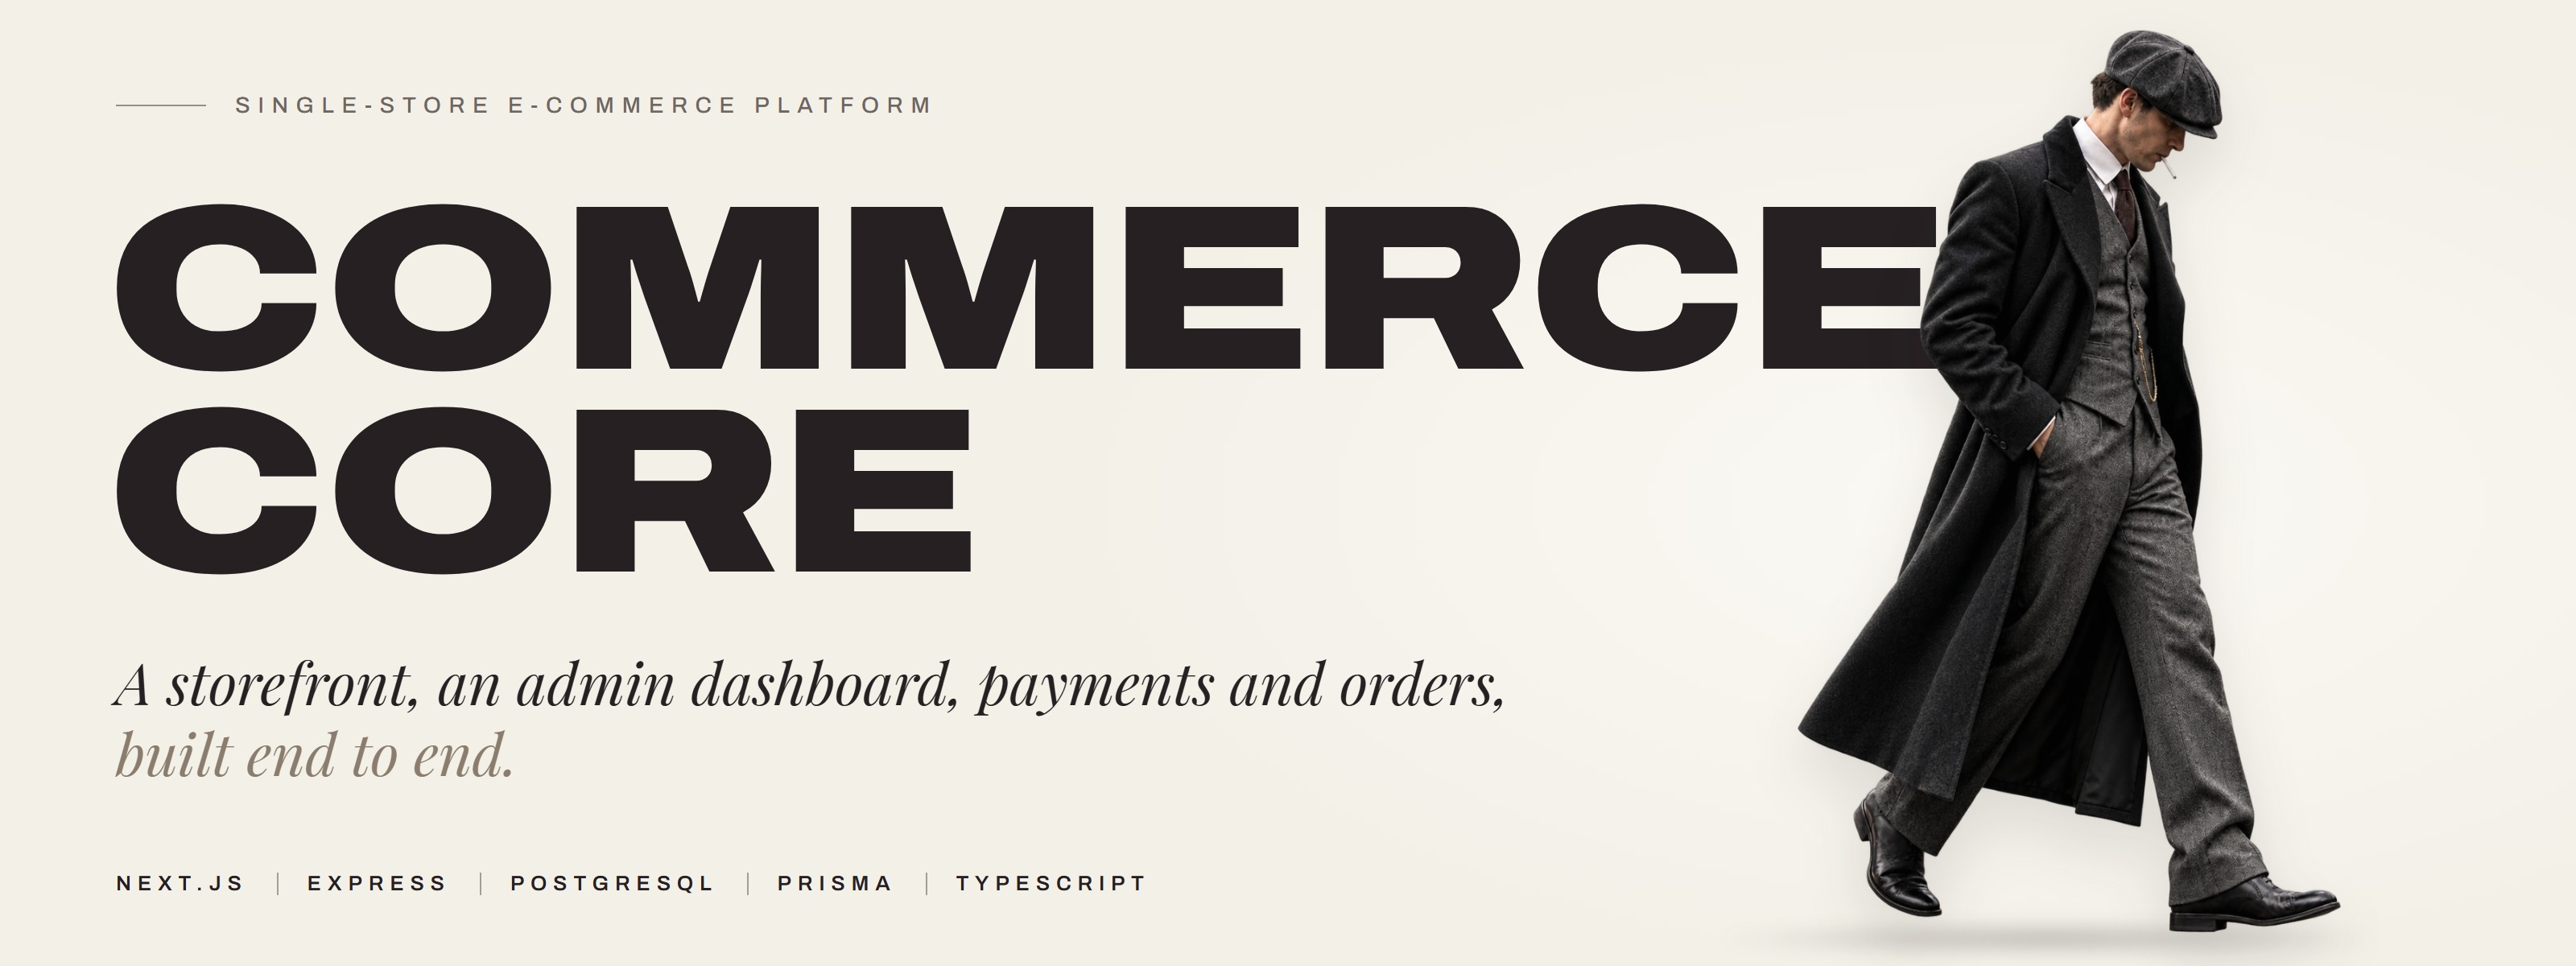 SINGLE-STORE E-COMMERCE PLATFORM
COMMERCE
CORE
A storefront, an admin dashboard, payments and orders,
built end to end.
NEXT.JS | EXPRESS | POSTGRESQL | PRISMA | TYPESCRIPT